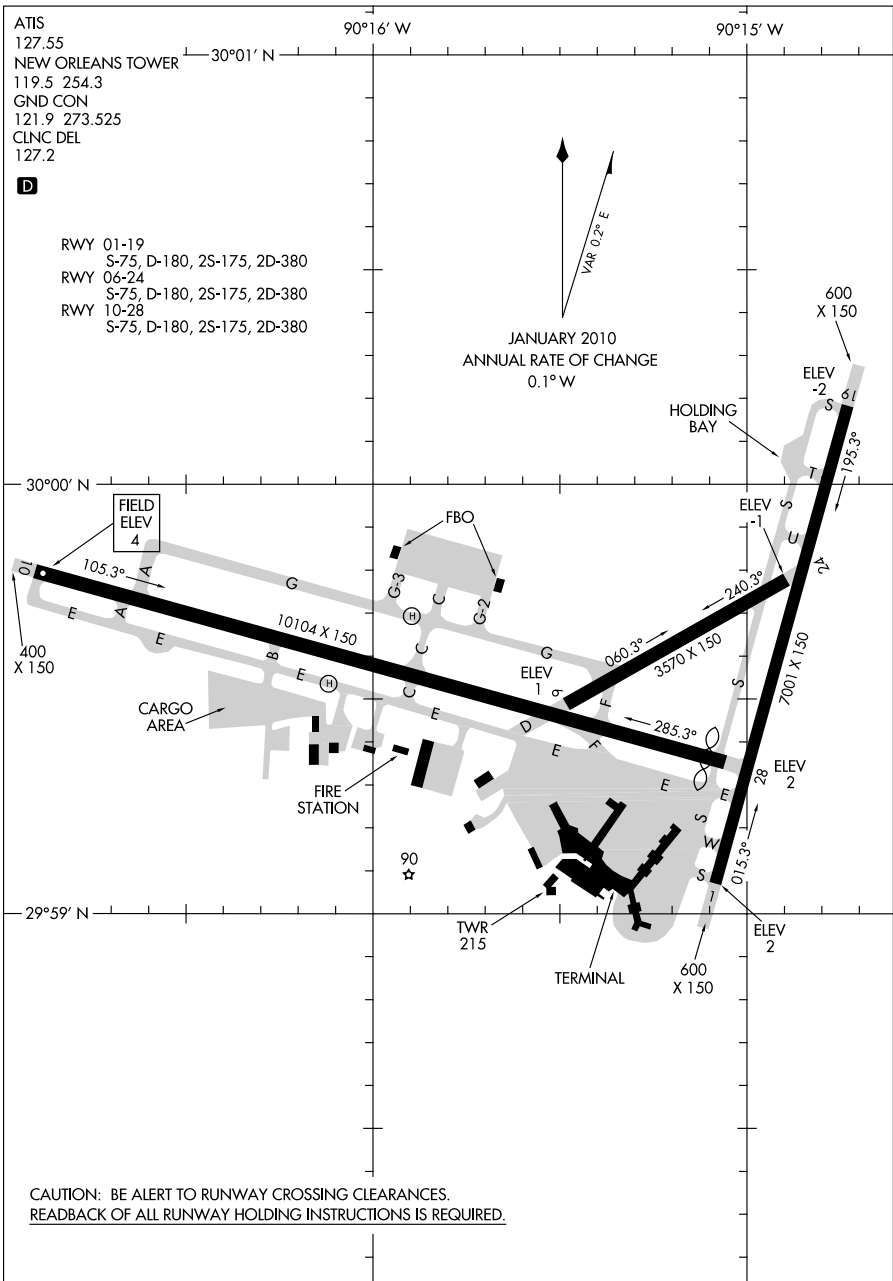 ATIS
127.55
NEW ORLEANS TOWER
119.5 254.3
GND CON
121.9 273.525
CLNC DEL
127.2
D
90°16' W
90°15' W
30°01' N
RWY 01-19
S-75, D-180, 2S-175, 2D-380
RWY 06-24
S-75, D-180, 2S-175, 2D-380
RWY 10-28
S-75, D-180, 2S-175, 2D-380
VAR 0.2° E
JANUARY 2010
ANNUAL RATE OF CHANGE
0.1° W
600
X 150
ELEV
-2
19
S
HOLDING
BAY
T
195.3°
30°00' N
FIELD
ELEV
4
FBO
ELEV
-1
S
U
24
10
105.3°
A
G
G-3
C
G-2
240.3°
A
E
E
H
10104 X 150
C
G
060.3°
3570 X 150
400
X 150
B
E
H
C
E
ELEV
1
6
F
S
7001 X 150
CARGO
AREA
D
E
F
285.3°
E
E
28
ELEV
2
FIRE
STATION
S
W
S
015.3°
90
1
29°59' N
TWR
215
TERMINAL
600
X 150
ELEV
2
CAUTION: BE ALERT TO RUNWAY CROSSING CLEARANCES.
READBACK OF ALL RUNWAY HOLDING INSTRUCTIONS IS REQUIRED.